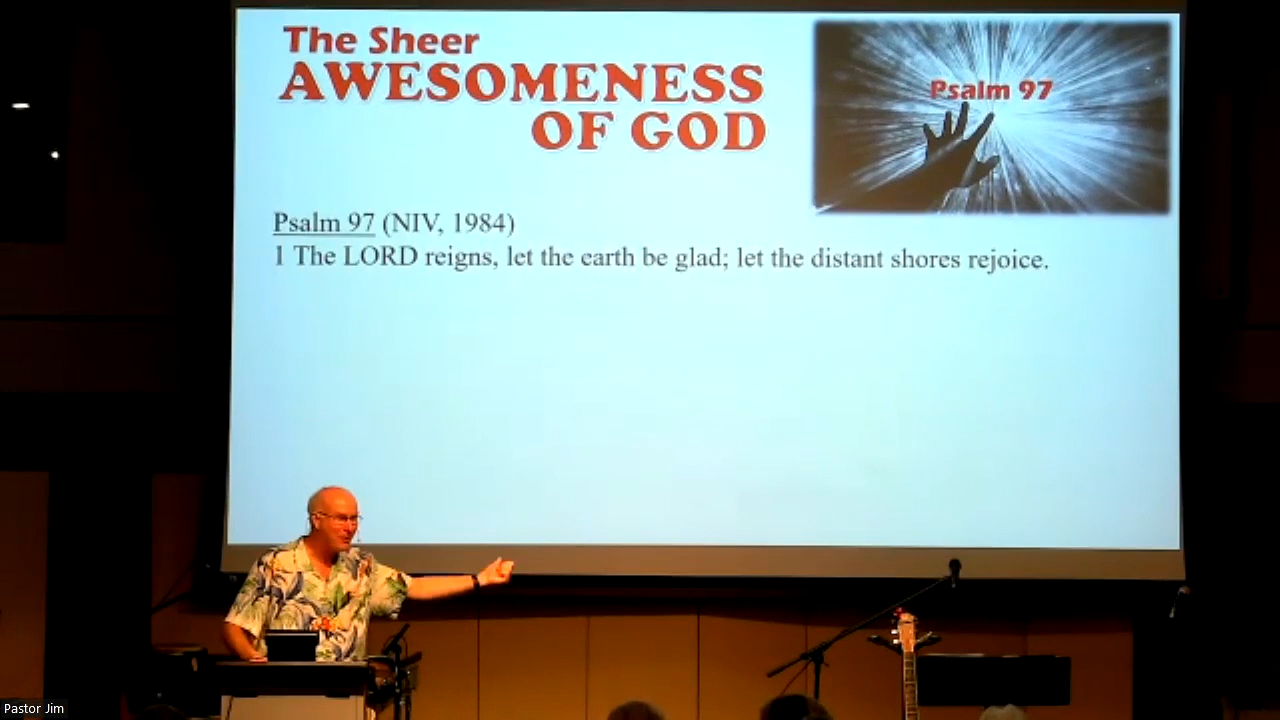 The Sheer
AWESOMENESS
OF GOD
Psalm 97
Psalm 97 (NIV, 1984)
1 The LORD reigns, let the earth be glad; let the distant shores rejoice.
Pastor Jim